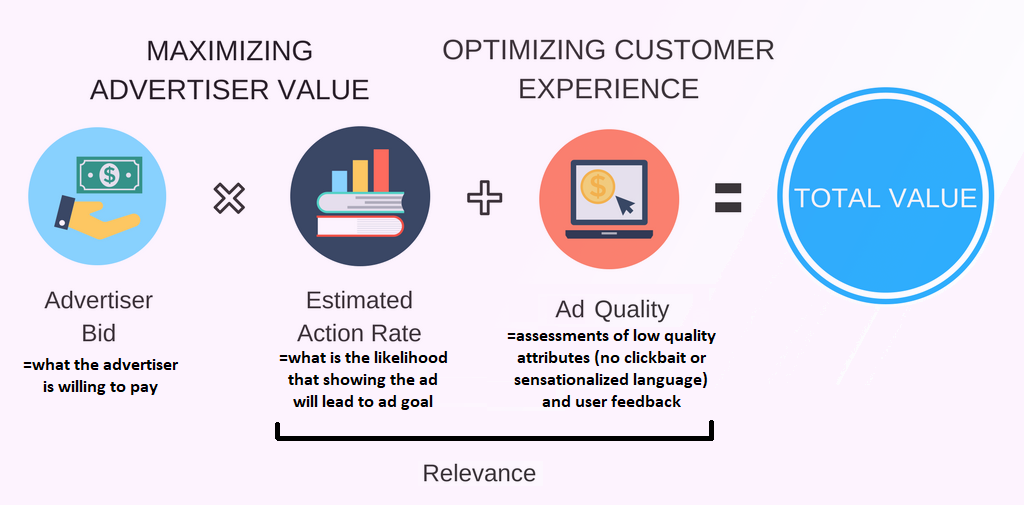 MAXIMIZING
ADVERTISER VALUE
OPTIMIZING CUSTOMER
EXPERIENCE
$
$
TOTAL VALUE
Advertiser
Bid
=what the advertiser
is willing to pay
Estimated
Action Rate
=what is the likelihood
that showing the ad
will lead to ad goal
Ad Quality
=assessments of low quality
attributes (no clickbait or
sensationalized language)
and user feedback
Relevance